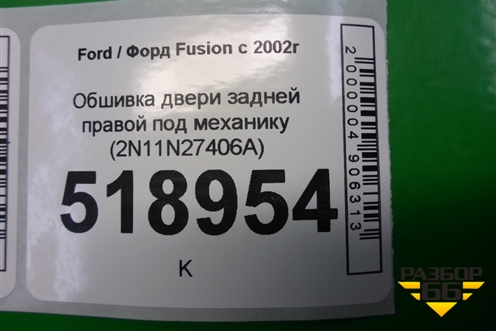 Ford / Форд Fusion с 2002г
Обшивка двери задней
правой под механику
(2N11N27406A)
518954
К
2000004906313
РАЗБОР
66